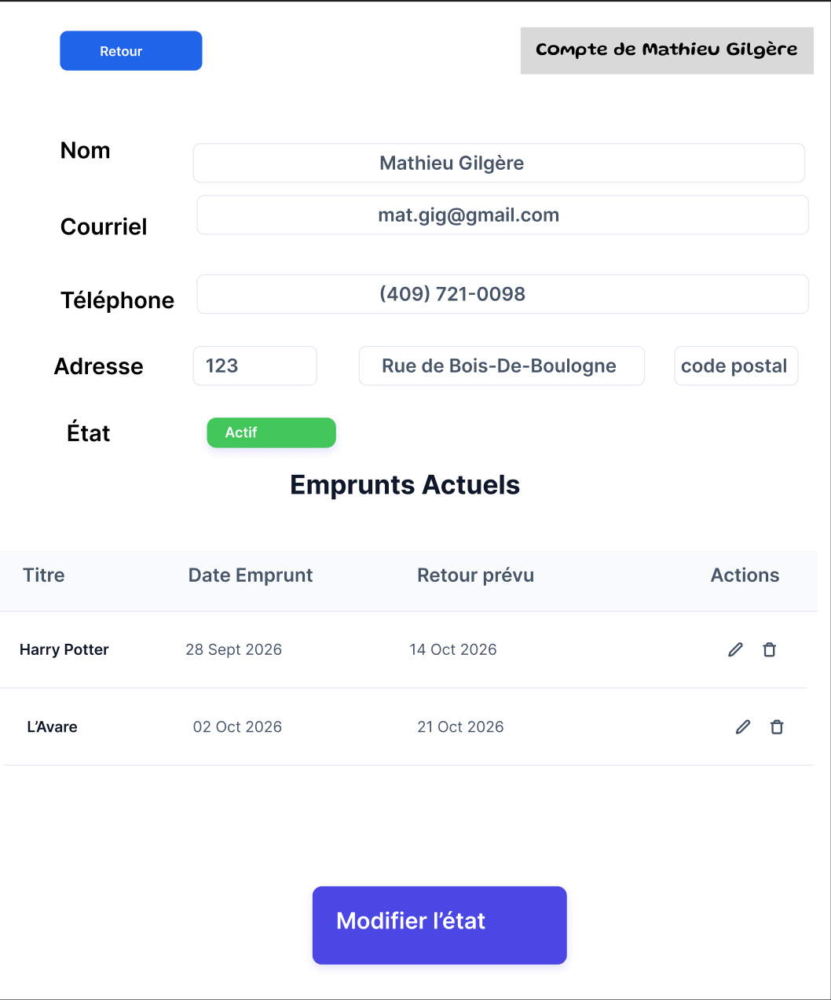 Retour
Compte de Mathieu Gilgère
Nom
Mathieu Gilgère
Courriel
mat.gig@gmail.com
Téléphone
(409) 721-0098
Adresse 123 Rue de Bois-De-Boulogne code postal
État Actif
Emprunts Actuels
Titre Date Emprunt Retour prévu Actions
Harry Potter 28 Sept 2026 14 Oct 2026
L’Avare 02 Oct 2026 21 Oct 2026
Modifier l’état